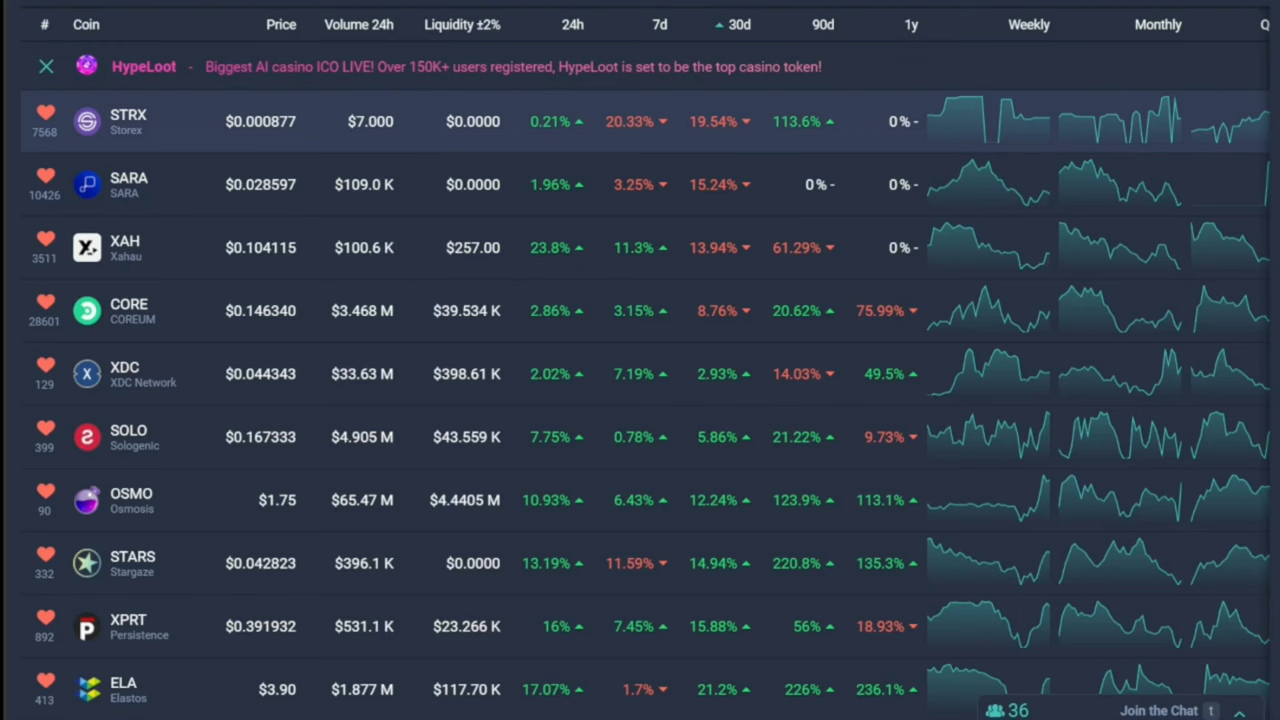 # Coin Price Volume 24h Liquidity ±2% 24h 7d 30d 90d 1y Weekly Monthly Q
HypeLoot - Biggest AI casino ICO LIVE! Over 150K+ users registered, HypeLoot is set to be the top casino token!
STRX $0.000877 $7.000 $0.0000 0.21% 20.33% 19.54% 113.6% 0% -
7568 Storex
SARA $0.028597 $109.0 K $0.0000 1.96% 3.25% 15.24% 0% - 0% -
10426 SARA
XAH $0.104115 $100.6 K $257.00 23.8% 11.3% 13.94% 61.29% 0% -
3511 Xahau
CORE $0.146340 $3.468 M $39.534 K 2.86% 3.15% 8.76% 20.62% 75.99%
28601 COREUM
XDC $0.044343 $33.63 M $398.61 K 2.02% 7.19% 2.93% 14.03% 49.5%
129 XDC Network
SOLO $0.167333 $4.905 M $43.559 K 7.75% 0.78% 5.86% 21.22% 9.73%
399 Sologenic
OSMO $1.75 $65.47 M $4.4405 M 10.93% 6.43% 12.24% 123.9% 113.1%
90 Osmosis
STARS $0.042823 $396.1 K $0.0000 13.19% 11.59% 14.94% 220.8% 135.3%
332 Stargaze
XPRT $0.391932 $531.1 K $23.266 K 16% 7.45% 15.88% 56% 18.93%
892 Persistence
ELA $3.90 $1.877 M $117.70 K 17.07% 1.7% 21.2% 226% 236.1%
413 Elastos
36 Join the Chat t